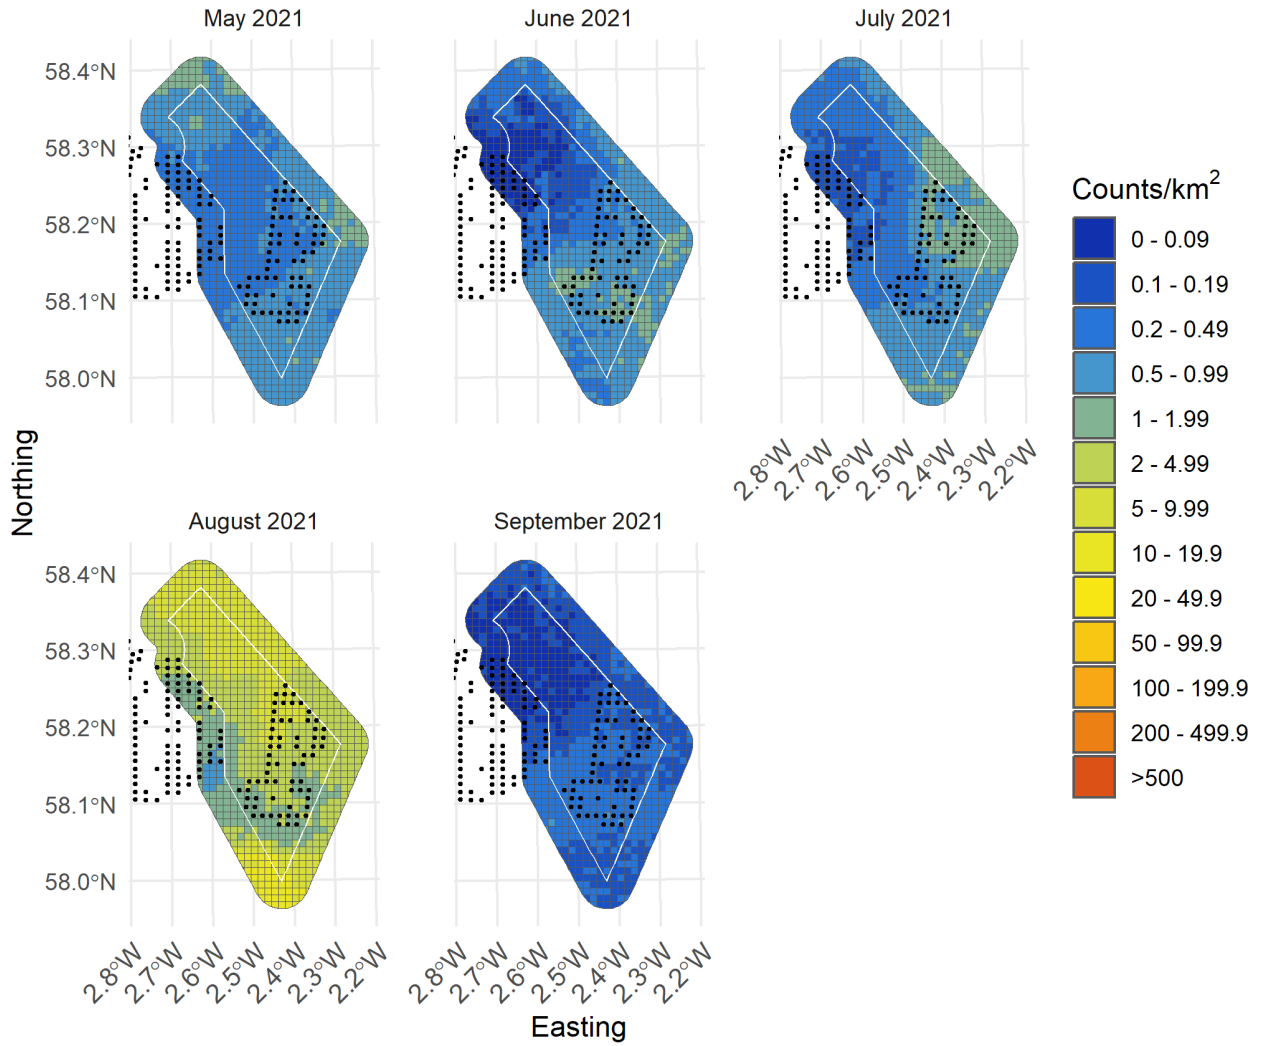 May 2021
June 2021
July 2021
58.4°N
58.3°N
58.2°N
58.1°N
58.0°N
2.8°W
2.7°W
2.6°W
2.5°W
2.4°W
2.3°W
2.2°W
August 2021
September 2021
58.4°N
58.3°N
58.2°N
58.1°N
58.0°N
2.8°W
2.7°W
2.6°W
2.5°W
2.4°W
2.3°W
2.2°W
2.8°W
2.7°W
2.6°W
2.5°W
2.4°W
2.3°W
2.2°W
Northing
Easting
Counts/km²
0 - 0.09
0.1 - 0.19
0.2 - 0.49
0.5 - 0.99
1 - 1.99
2 - 4.99
5 - 9.99
10 - 19.9
20 - 49.9
50 - 99.9
100 - 199.9
200 - 499.9
>500